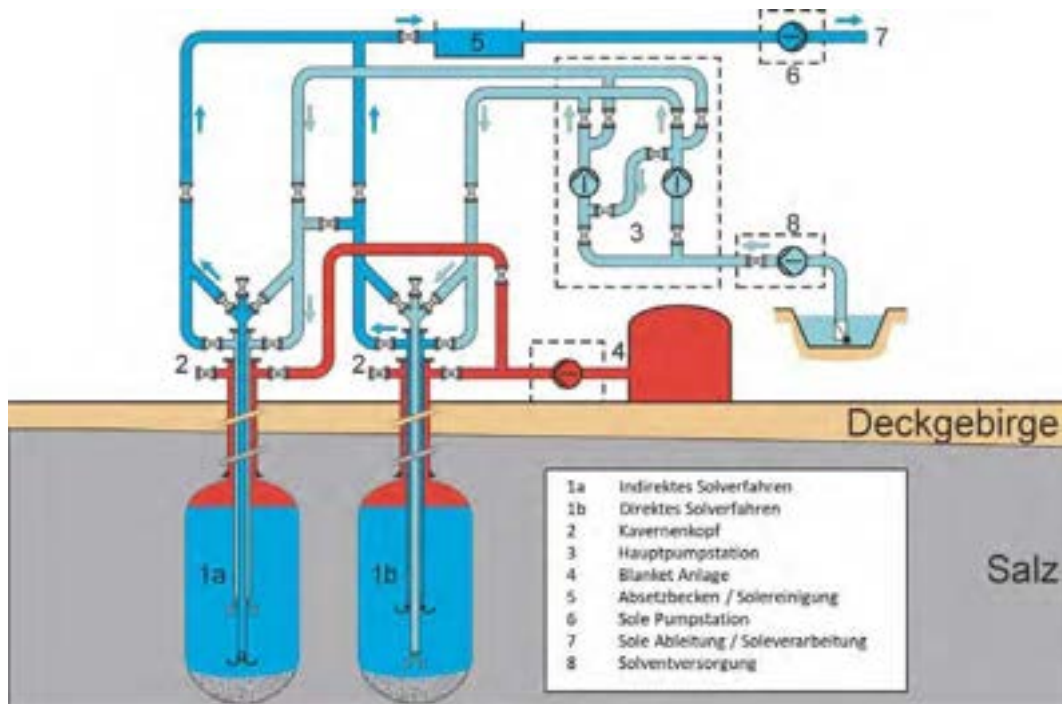 5
7
6
8
3
2
2
4
Deckgebirge
1a
1b
Salz
1a Indirektes Solverfahren
1b Direktes Solverfahren
2 Kavernenkopf
3 Hauptpumpstation
4 Blanket Anlage
5 Absetzbecken / Solereinigung
6 Sole Pumpstation
7 Sole Ableitung / Soleverarbeitung
8 Solventversorgung